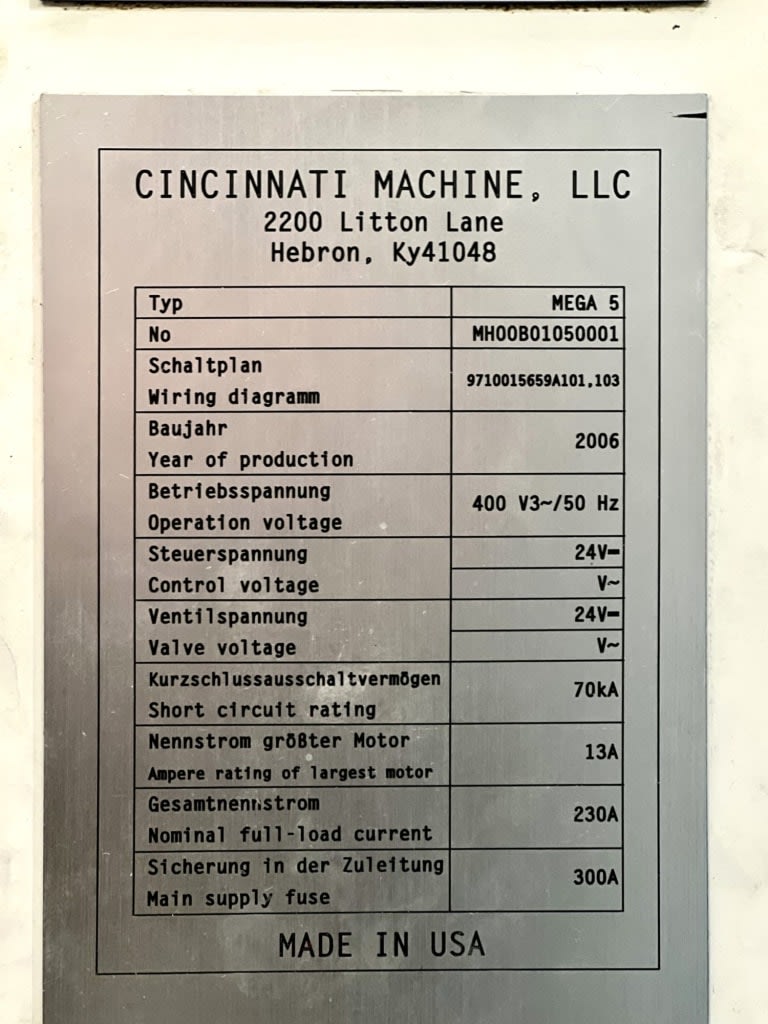 CINCINNATI MACHINE, LLC
2200 Litton Lane
Hebron, Ky41048
Typ MEGA 5
No MH00B01050001
Schaltplan
Wiring diagramm
9710015659A101,103
Baujahr
Year of production
2006
Betriebsspannung
Operation voltage
400 V3~/50 Hz
Steuerspannung 24V=
Control voltage V~
Ventilspannung 24V=
Valve voltage V~
Kurzschlussausschaltvermögen
Short circuit rating
70kA
Nennstrom größter Motor
Ampere rating of largest motor
13A
Gesamtnennstrom
Nominal full-load current
230A
Sicherung in der Zuleitung
Main supply fuse
300A
MADE IN USA